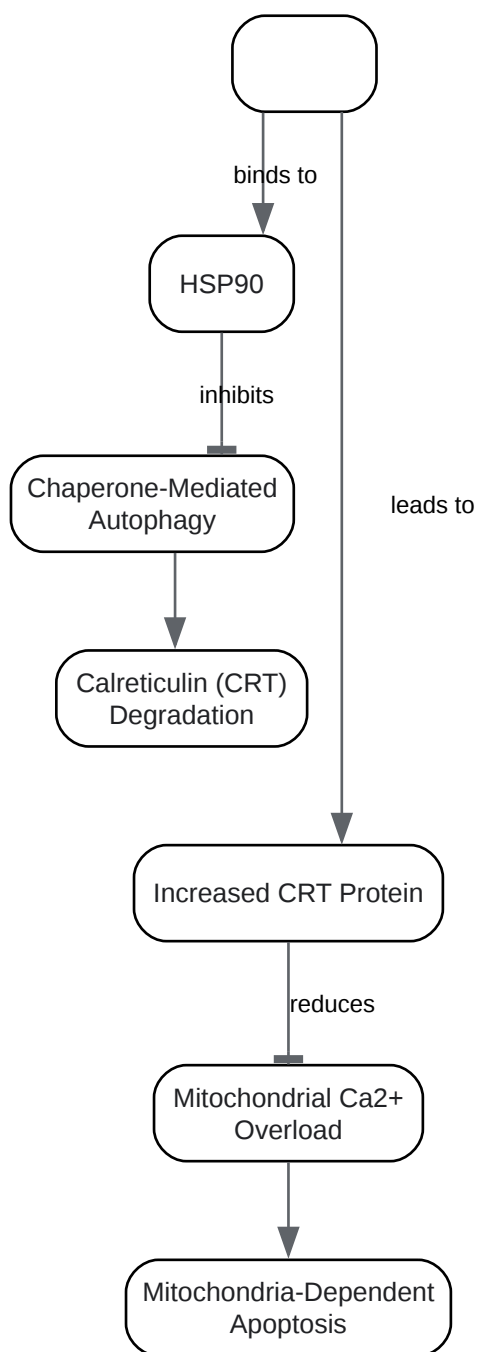 binds to
HSP90
inhibits
Chaperone-Mediated
Autophagy
leads to
Calreticulin (CRT)
Degradation
Increased CRT Protein
reduces
Mitochondrial Ca2+
Overload
Mitochondria-Dependent
Apoptosis